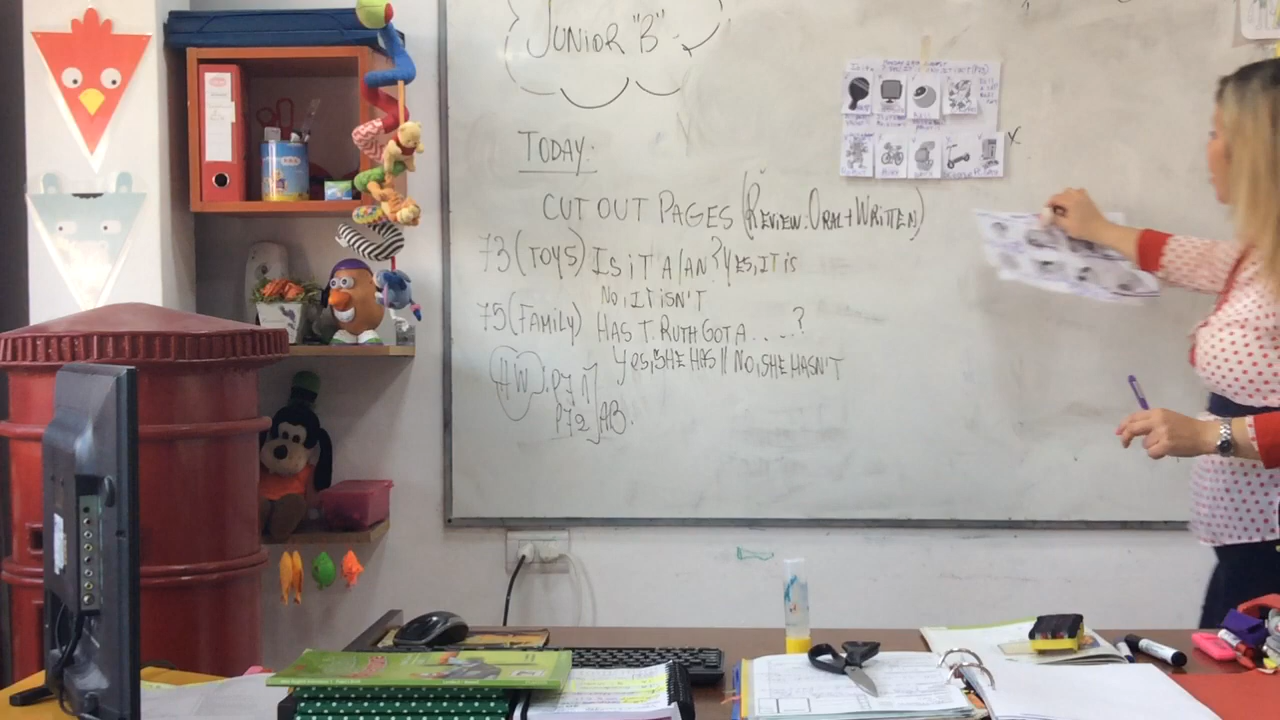 JUNIOR "B"
TODAY:
CUT OUT PAGES (REVIEW: ORAL + WRITTEN)
73 (TOYS) IS IT A/AN? YES, IT IS
NO, IT ISN'T
75 (FAMILY) HAS T. RUTH GOT A ....?
YES, SHE HAS // NO, SHE HASN'T
HW: P71
P72 AB.